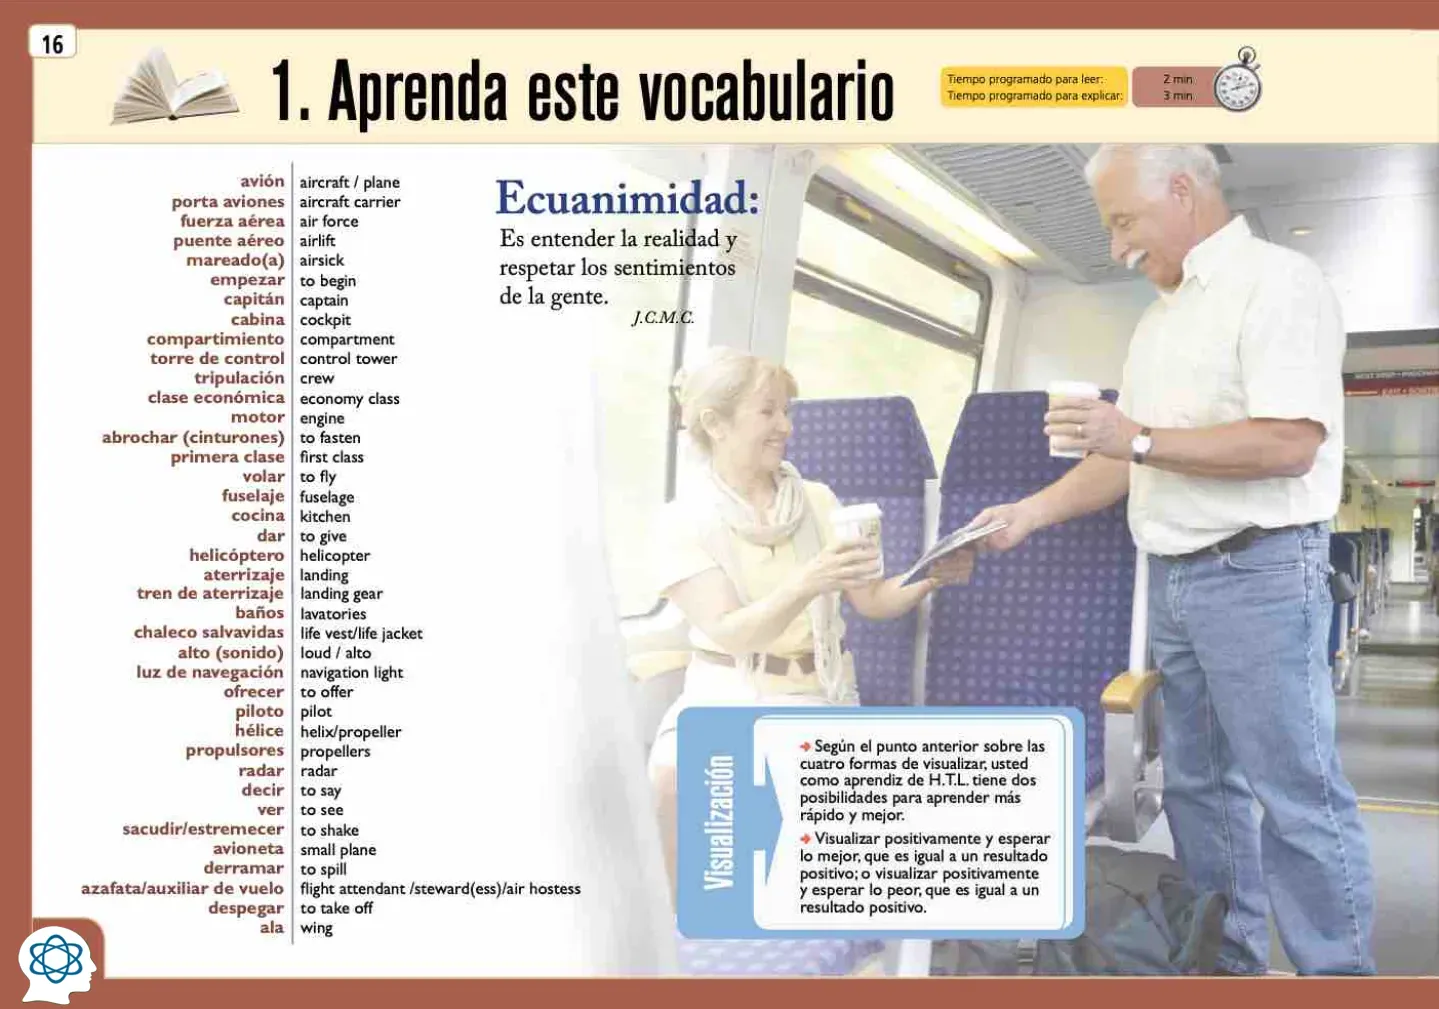 16
1. Aprenda este vocabulario
Tiempo programado para leer: 2 min.
Tiempo programado para explicar: 3 min.
avión aircraft / plane
porta aviones aircraft carrier
fuerza aérea air force
puente aéreo airlift
mareado(a) airsick
empezar to begin
capitán captain
cabina cockpit
compartimiento compartment
torre de control control tower
tripulación crew
clase económica economy class
motor engine
abrochar (cinturones) to fasten
primera clase first class
volar to fly
fuselaje fuselage
cocina kitchen
dar to give
helicóptero helicopter
aterrizaje landing
tren de aterrizaje landing gear
baños lavatories
chaleco salvavidas life vest/life jacket
alto (sonido) loud / alto
luz de navegación navigation light
ofrecer to offer
piloto pilot
hélice helix/propeller
propulsores propellers
radar radar
decir to say
ver to see
sacudir/estremecer to shake
avioneta small plane
derramar to spill
azafata/auxiliar de vuelo flight attendant /steward(ess)/air hostess
despegar to take off
ala wing
Ecuanimidad:
Es entender la realidad y
respetar los sentimientos
de la gente.
J.C.M.C.
Visualización
Según el punto anterior sobre las
cuatro formas de visualizar, usted
como aprendiz de H.T.L. tiene dos
posibilidades para aprender más
rápido y mejor.
Visualizar positivamente y esperar
lo mejor, que es igual a un resultado
positivo; o visualizar positivamente
y esperar lo peor, que es igual a un
resultado positivo.